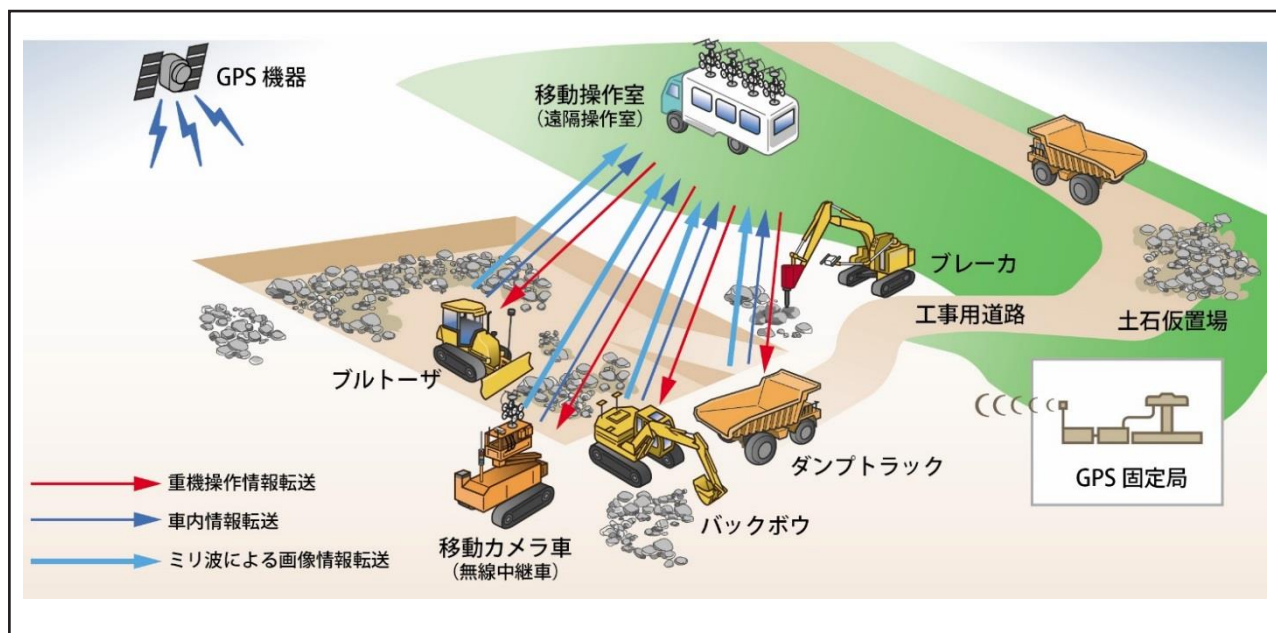 GPS 機器
移動操作室
（遠隔操作室）
ブレーカ
工事用道路
土石仮置場
ブルトーザ
ダンプトラック
GPS 固定局
バックボウ
移動カメラ車
（無線中継車）
重機操作情報転送
車内情報転送
ミリ波による画像情報転送